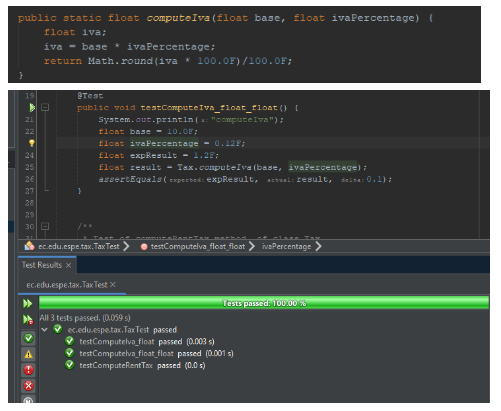 public static float computeIva(float base, float ivaPercentage) {
float iva;
iva = base * ivaPercentage;
return Math.round(iva * 100.0F)/100.0F;
}
19 @Test
public void testComputeIva_float_float() {
21 System.out.println(x:"computeIva");
22 float base = 10.0F;
float ivaPercentage = 0.12F;
24 float expResult = 1.2F;
25 float result = Tax.computeIva(base, ivaPercentage);
26 assertEquals(expected:expResult, actual:result, delta:0.1);
27 }
28
29
30 /**
31 * Test of computeRentTax method, of class Tax
ec.edu.espe.tax.TaxTest > testComputeIva_float_float > ivaPercentage >
Test Results ×
ec.edu.espe.tax.TaxTest ×
Tests passed: 100.00 %
All 3 tests passed. (0.059 s)
ec.edu.espe.tax.TaxTest passed
testComputeIva_float passed (0.003 s)
testComputeIva_float_float passed (0.001 s)
testComputeRentTax passed (0.0 s)